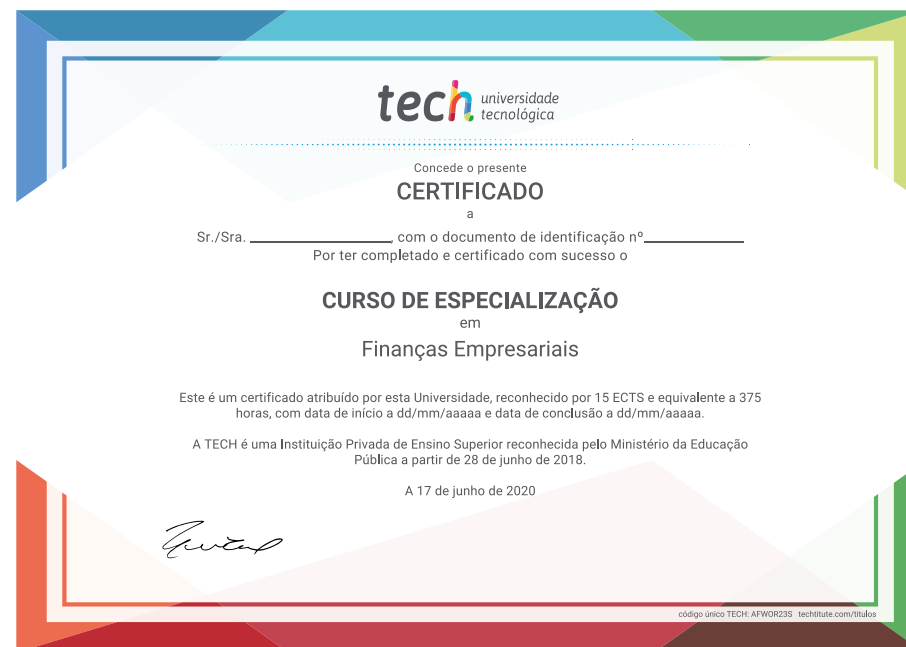 tech universidade
tecnológica
Concede o presente
CERTIFICADO
a
Sr./Sra. ____________, com o documento de identificação nº__________
Por ter completado e certificado com sucesso o
CURSO DE ESPECIALIZAÇÃO
em
Finanças Empresariais
Este é um certificado atribuído por esta Universidade, reconhecido por 15 ECTS e equivalente a 375
horas, com data de início a dd/mm/aaaaa e data de conclusão a dd/mm/aaaaa.
A TECH é uma Instituição Privada de Ensino Superior reconhecida pelo Ministério da Educação
Pública a partir de 28 de junho de 2018.
A 17 de junho de 2020
código único TECH: AFWOR23S techtitute.com/titulos